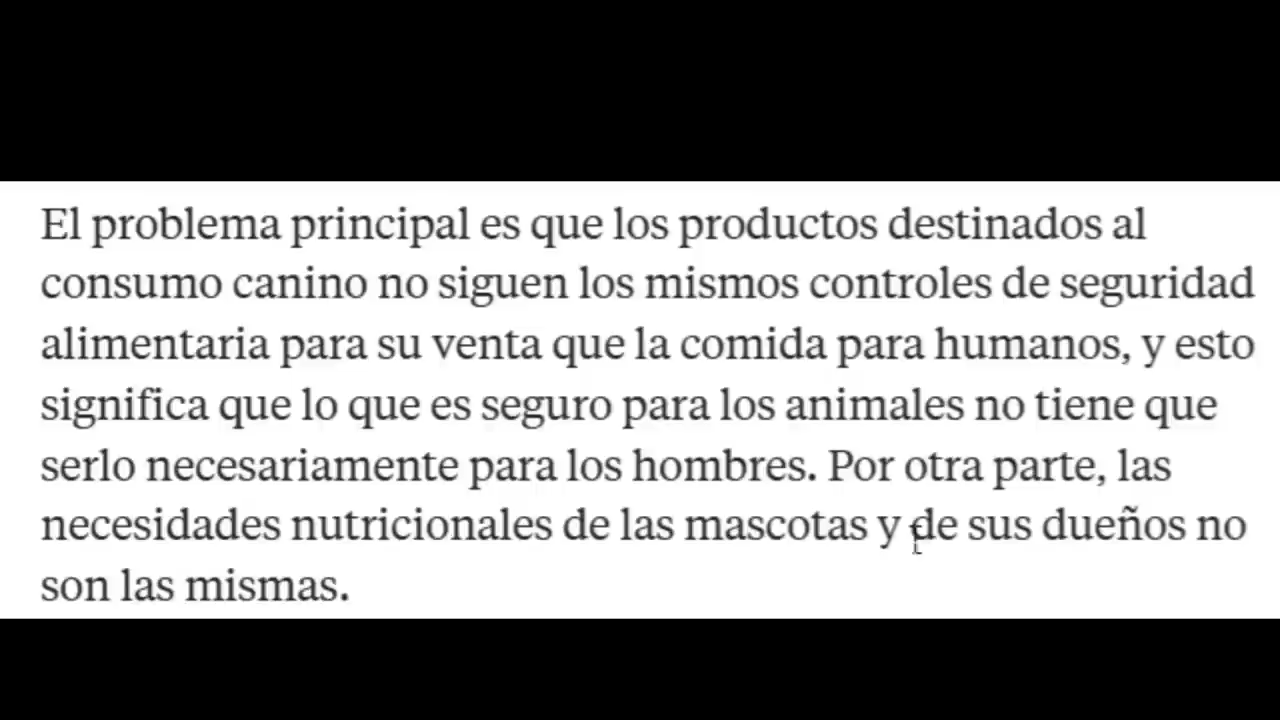 El problema principal es que los productos destinados al
consumo canino no siguen los mismos controles de seguridad
alimentaria para su venta que la comida para humanos, y esto
significa que lo que es seguro para los animales no tiene que
serlo necesariamente para los hombres. Por otra parte, las
necesidades nutricionales de las mascotas y de sus dueños no
son las mismas.